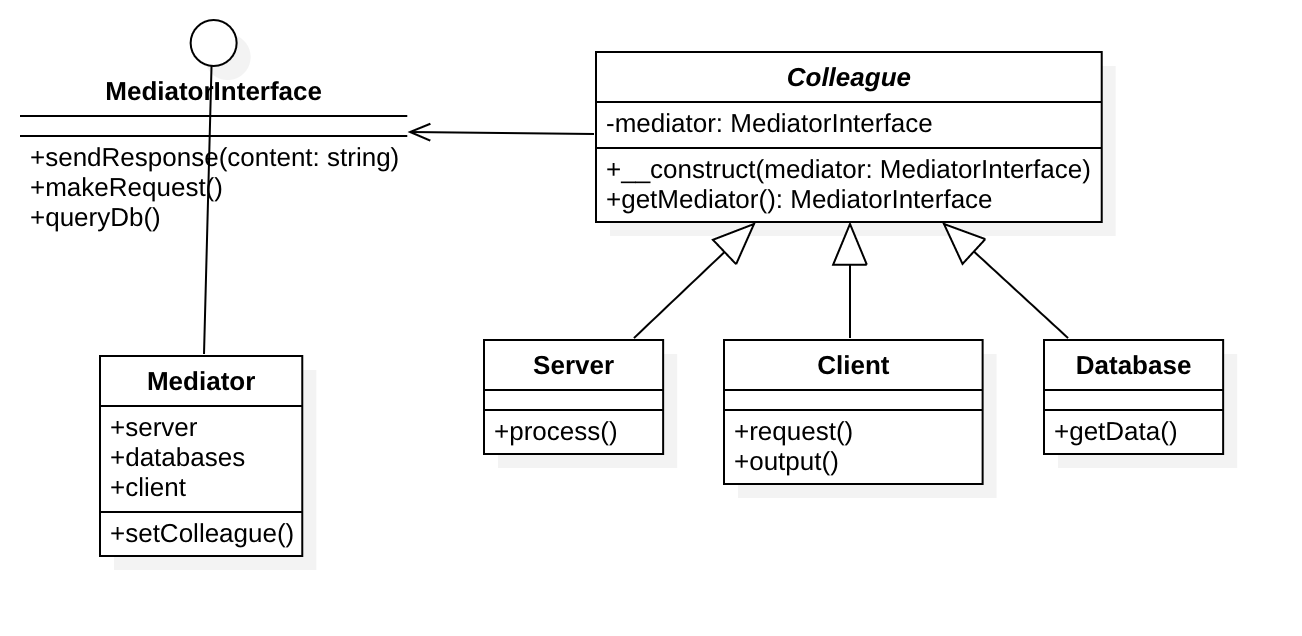 MediatorInterface
+sendResponse(content: string)
+makeRequest()
+queryDb()
Colleague
-mediator: MediatorInterface
+__construct(mediator: MediatorInterface)
+getMediator(): MediatorInterface
Mediator
+server
+databases
+client
+setColleague()
Server
+process()
Client
+request()
+output()
Database
+getData()